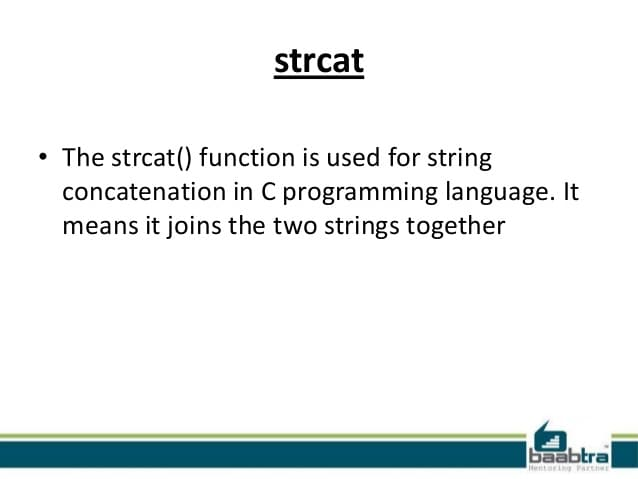 strcat
• The strcat() function is used for string
concatenation in C programming language. It
means it joins the two strings together
baabtra
Mentoring Partner